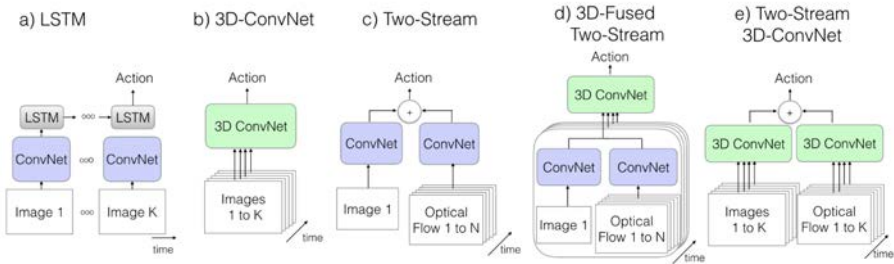 a) LSTM
Action
LSTM
LSTM
ConvNet
ConvNet
Image 1
Image K
time
b) 3D-ConvNet
Action
3D ConvNet
Images
1 to K
time
c) Two-Stream
Action
+
ConvNet
ConvNet
Image 1
Optical
Flow 1 to N
time
d) 3D-Fused
Two-Stream
Action
3D ConvNet
ConvNet
ConvNet
Image 1
Optical
Flow 1 to N
time
e) Two-Stream
3D-ConvNet
Action
+
3D ConvNet
3D ConvNet
Images
1 to K
Optical
Flow 1 to K
time